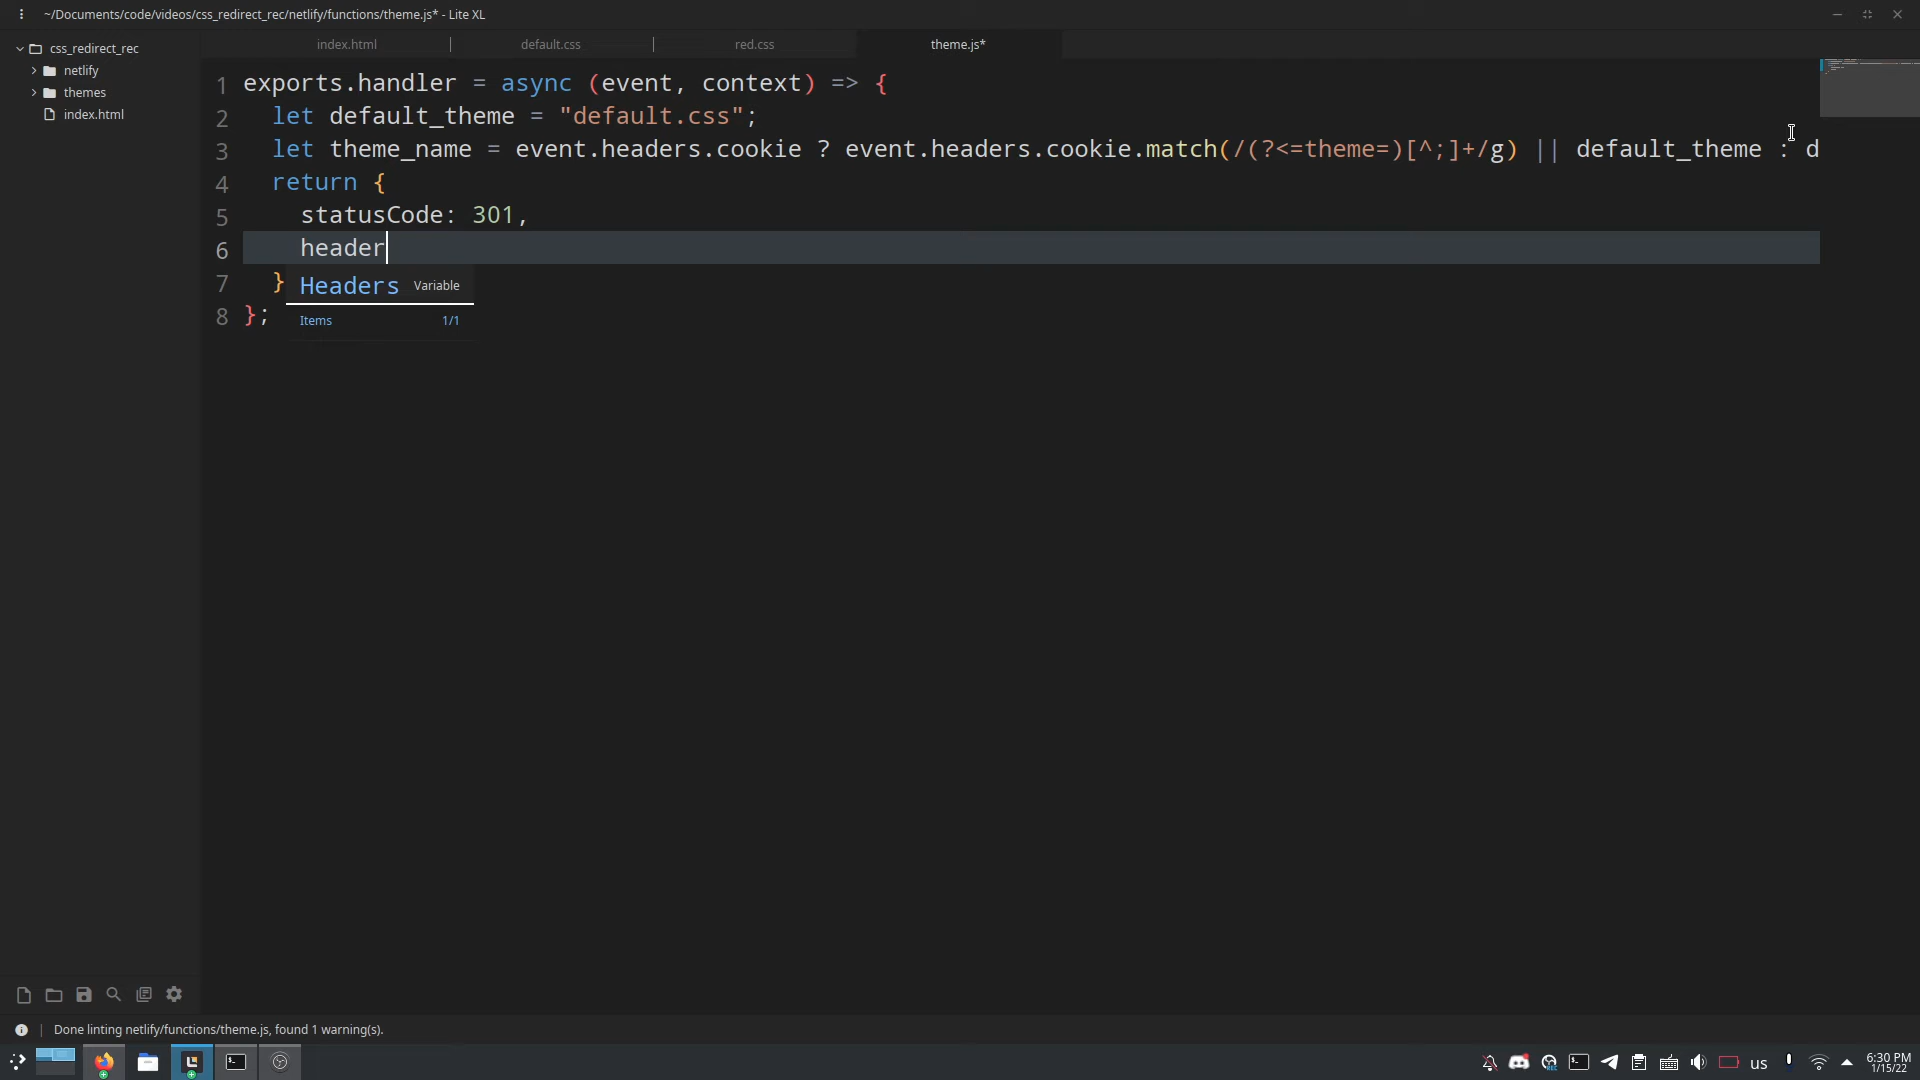 ~/Documents/code/videos/css_redirect_rec/netlify/functions/theme.js* - Lite XL
css_redirect_rec
netlify
themes
index.html
index.html
default.css
red.css
theme.js*
1 exports.handler = async (event, context) => {
2 let default_theme = "default.css";
3 let theme_name = event.headers.cookie ? event.headers.cookie.match(/(?<=theme=)[^;]+/g) || default_theme : d
4 return {
5 statusCode: 301,
6 header
7 }
8 };
Headers Variable
Items 1/1
Done linting netlify/functions/theme.js, found 1 warning(s).
us
6:30 PM
1/15/22